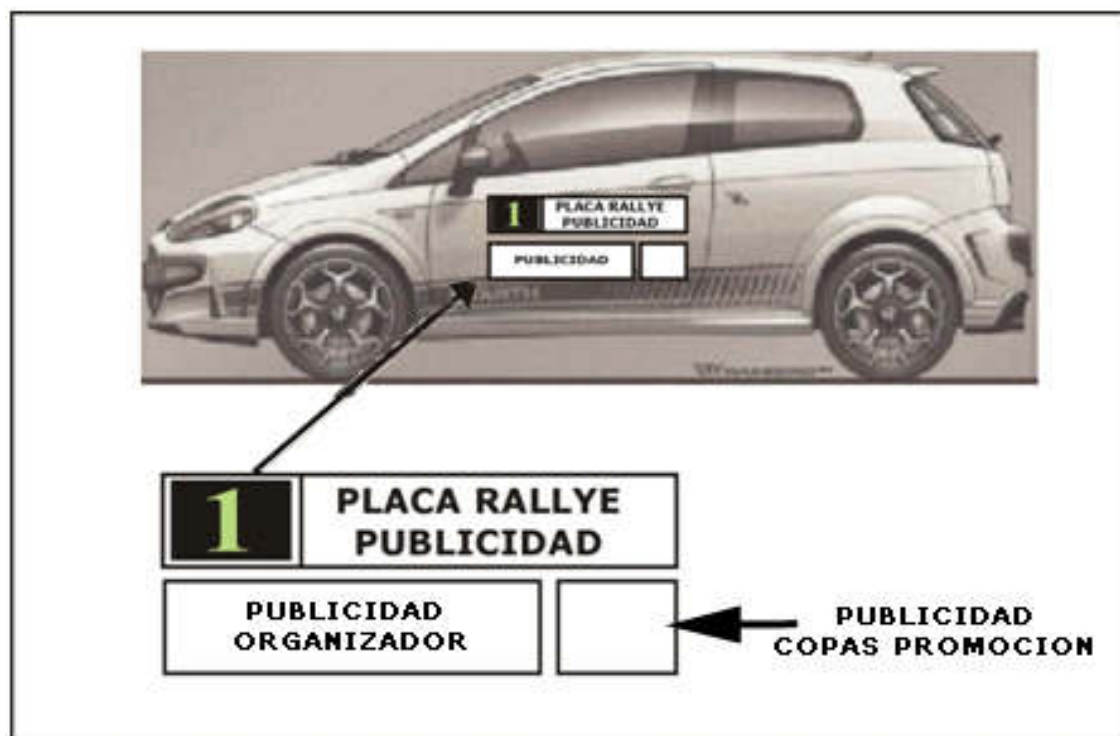 1
PLACA RALLYE
PUBLICIDAD
PUBLICIDAD
1
PLACA RALLYE
PUBLICIDAD
PUBLICIDAD
ORGANIZADOR
PUBLICIDAD
COPAS PROMOCION